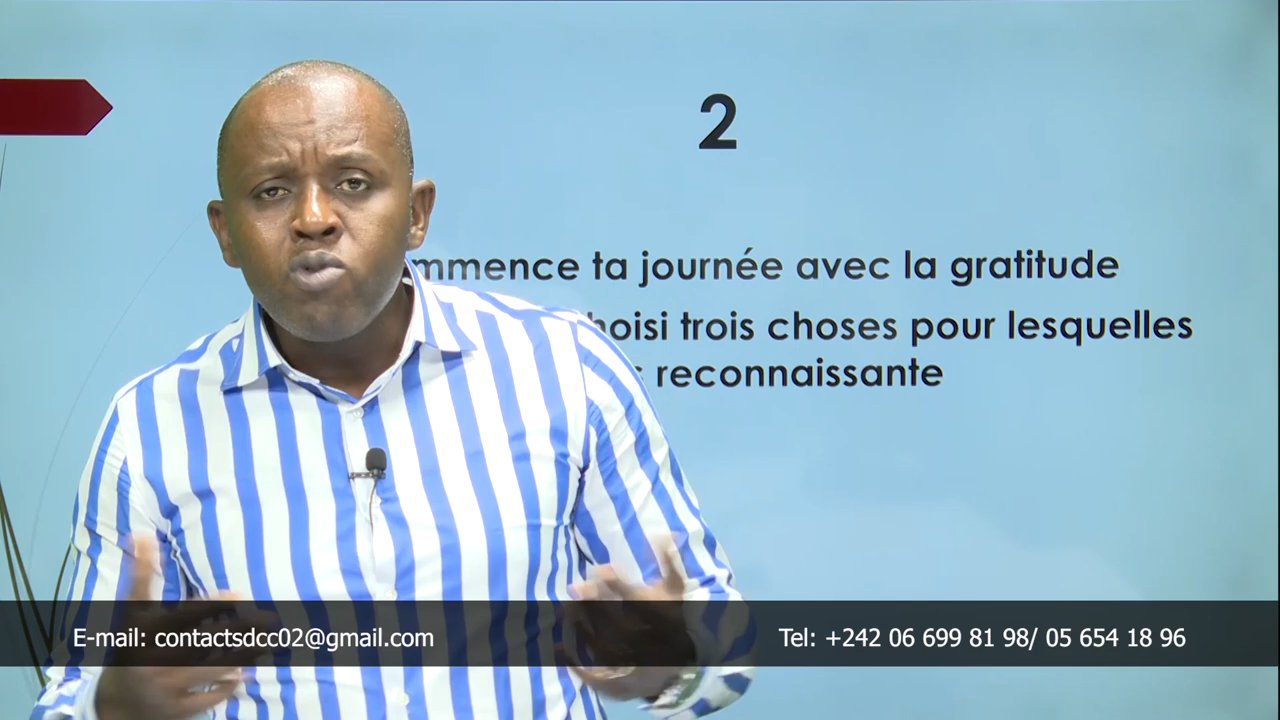 2
mmence ta journée avec la gratitude
hoisi trois choses pour lesquelles
reconnaissante
E-mail: contactsdcc02@gmail.com Tel: +242 06 699 81 98/ 05 654 18 96